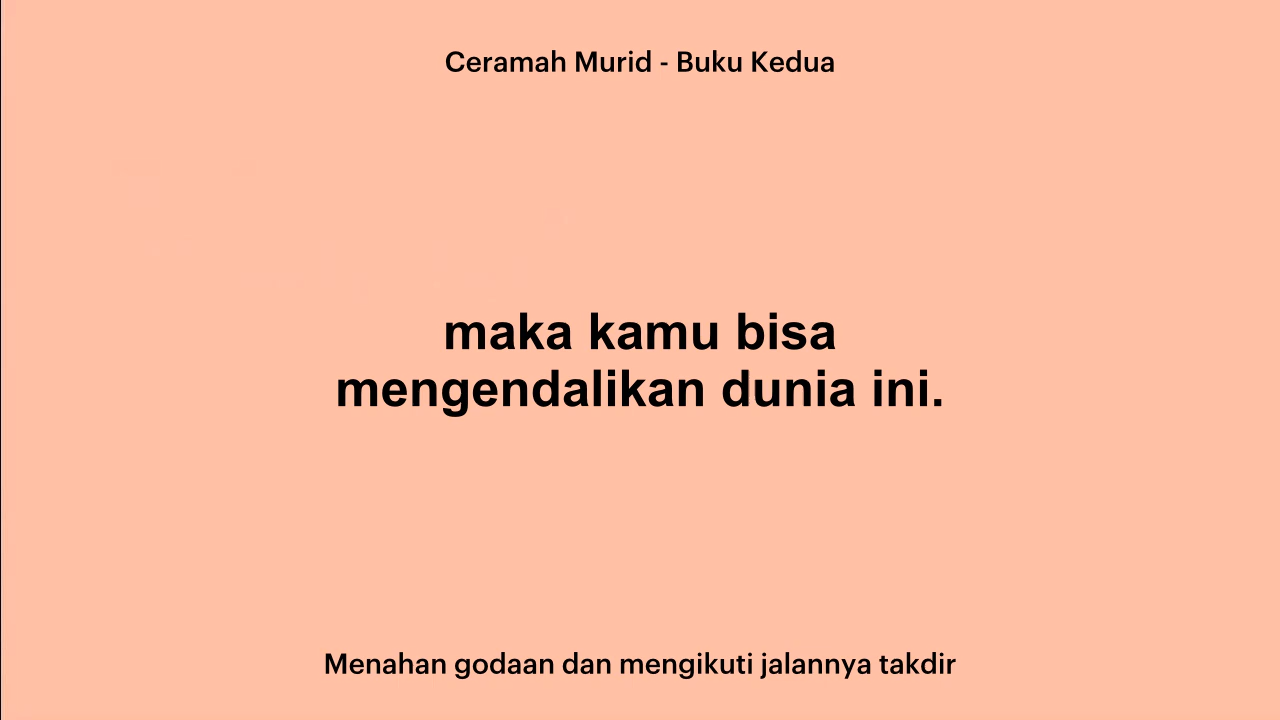 Ceramah Murid - Buku Kedua
maka kamu bisa
mengendalikan dunia ini.
Menahan godaan dan mengikuti jalannya takdir